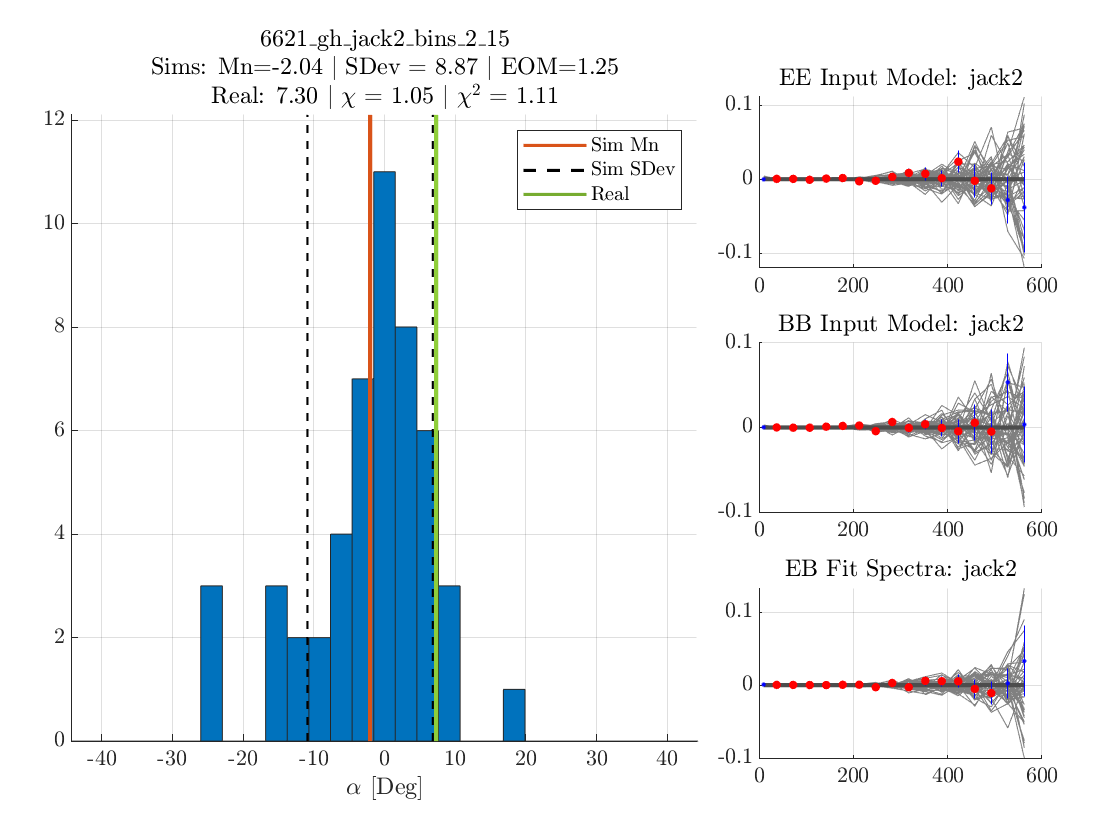 6621_gh_jack2_bins_2_15
Sims: Mn=-2.04 | SDev = 8.87 | EOM=1.25
Real: 7.30 | χ = 1.05 | χ² = 1.11
12
10
8
6
4
2
0
-40 -30 -20 -10 0 10 20 30 40
α [Deg]
Sim Mn
Sim SDev
Real
EE Input Model: jack2
0.1
0
-0.1
0 200 400 600
BB Input Model: jack2
0.1
0
-0.1
0 200 400 600
EB Fit Spectra: jack2
0.1
0
-0.1
0 200 400 600